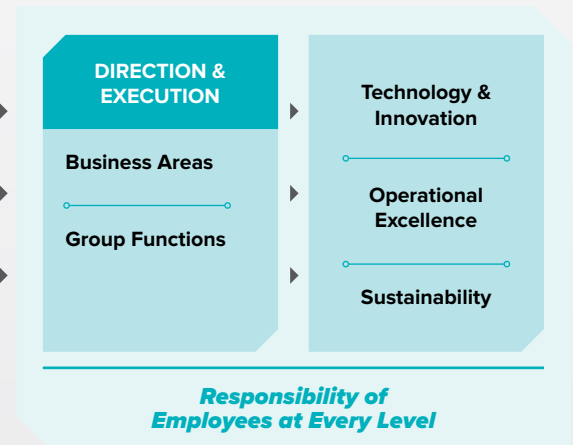 DIRECTION &
EXECUTION
Business Areas
Group Functions
Technology &
Innovation
Operational
Excellence
Sustainability
Responsibility of
Employees at Every Level